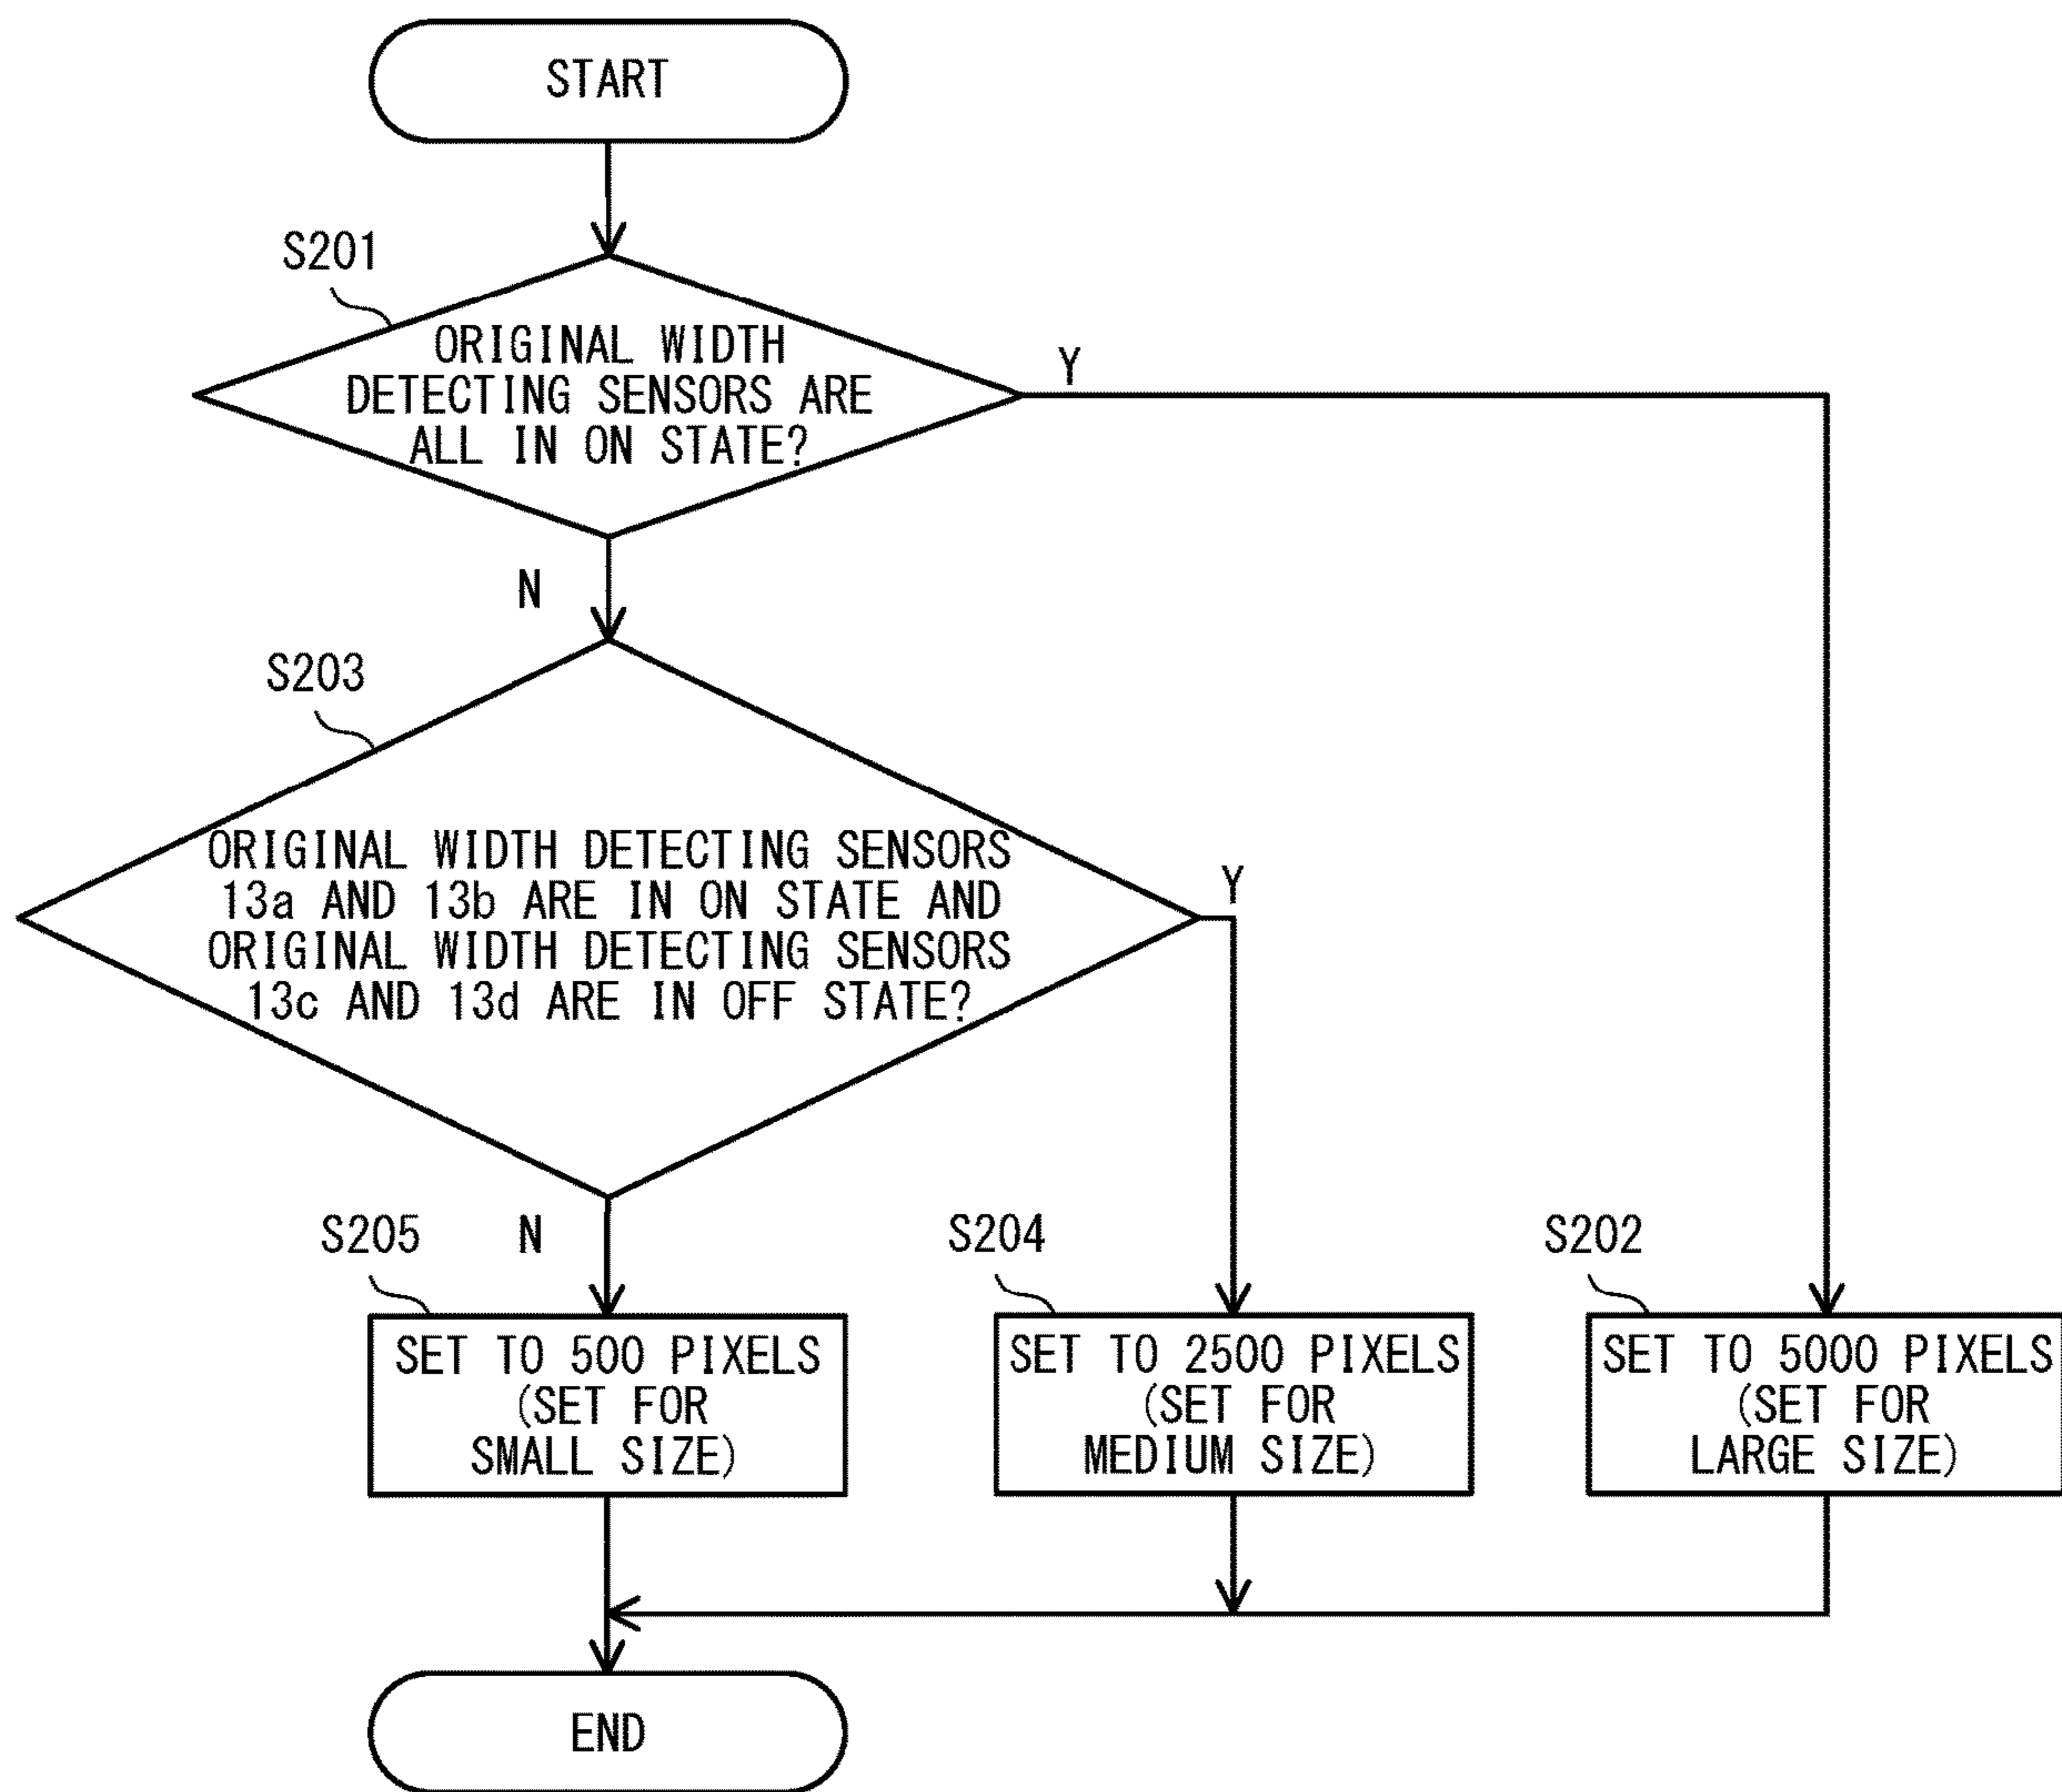 START
S201
ORIGINAL WIDTH
DETECTING SENSORS ARE
ALL IN ON STATE?
Y
N
S203
ORIGINAL WIDTH DETECTING SENSORS
13a AND 13b ARE IN ON STATE AND
ORIGINAL WIDTH DETECTING SENSORS
13c AND 13d ARE IN OFF STATE?
Y
N
S205
SET TO 500 PIXELS
(SET FOR
SMALL SIZE)
S204
SET TO 2500 PIXELS
(SET FOR
MEDIUM SIZE)
S202
SET TO 5000 PIXELS
(SET FOR
LARGE SIZE)
END